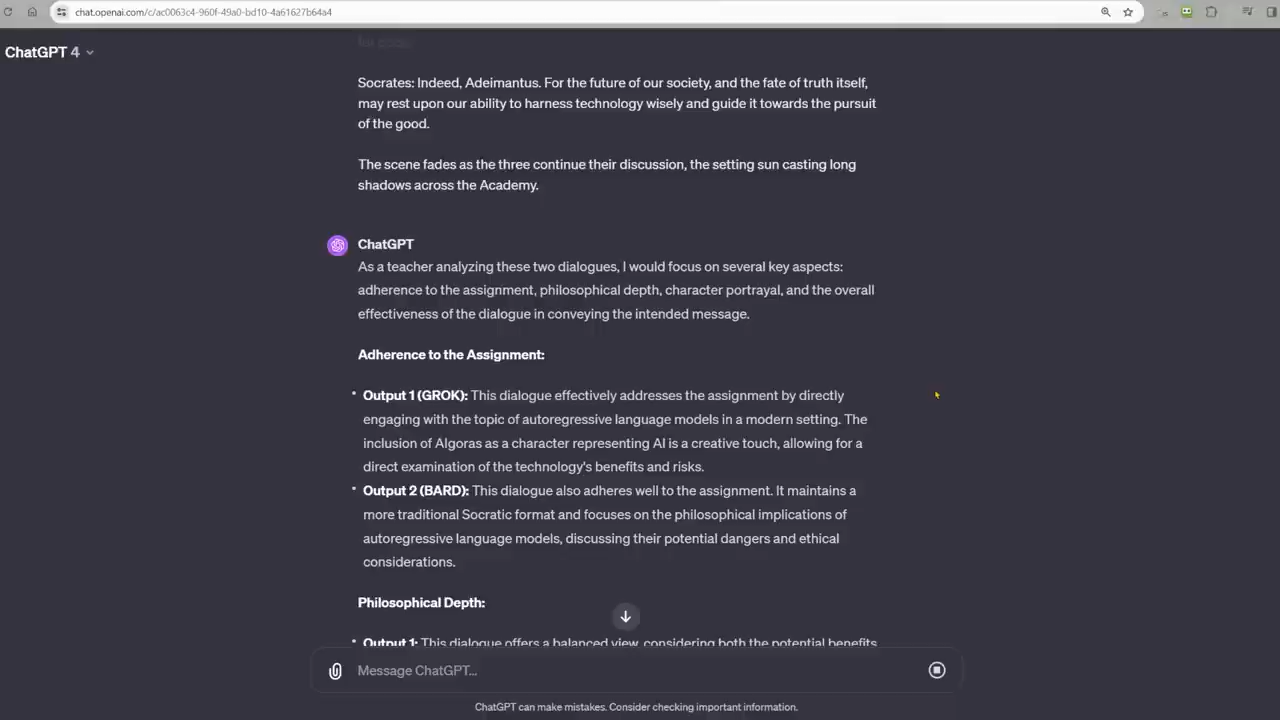 chat.openai.com/c/ac0063c4-960f-49a0-bd10-4a61627b64a4
ChatGPT 4
for good.
Socrates: Indeed, Adeimantus. For the future of our society, and the fate of truth itself,
may rest upon our ability to harness technology wisely and guide it towards the pursuit
of the good.
The scene fades as the three continue their discussion, the setting sun casting long
shadows across the Academy.
ChatGPT
As a teacher analyzing these two dialogues, I would focus on several key aspects:
adherence to the assignment, philosophical depth, character portrayal, and the overall
effectiveness of the dialogue in conveying the intended message.
Adherence to the Assignment:
• Output 1 (GROK): This dialogue effectively addresses the assignment by directly
engaging with the topic of autoregressive language models in a modern setting. The
inclusion of Algoras as a character representing AI is a creative touch, allowing for a
direct examination of the technology's benefits and risks.
• Output 2 (BARD): This dialogue also adheres well to the assignment. It maintains a
more traditional Socratic format and focuses on the philosophical implications of
autoregressive language models, discussing their potential dangers and ethical
considerations.
Philosophical Depth:
• Output 1: This dialogue offers a balanced view, considering both the potential benefits
Message ChatGPT...
ChatGPT can make mistakes. Consider checking important information.